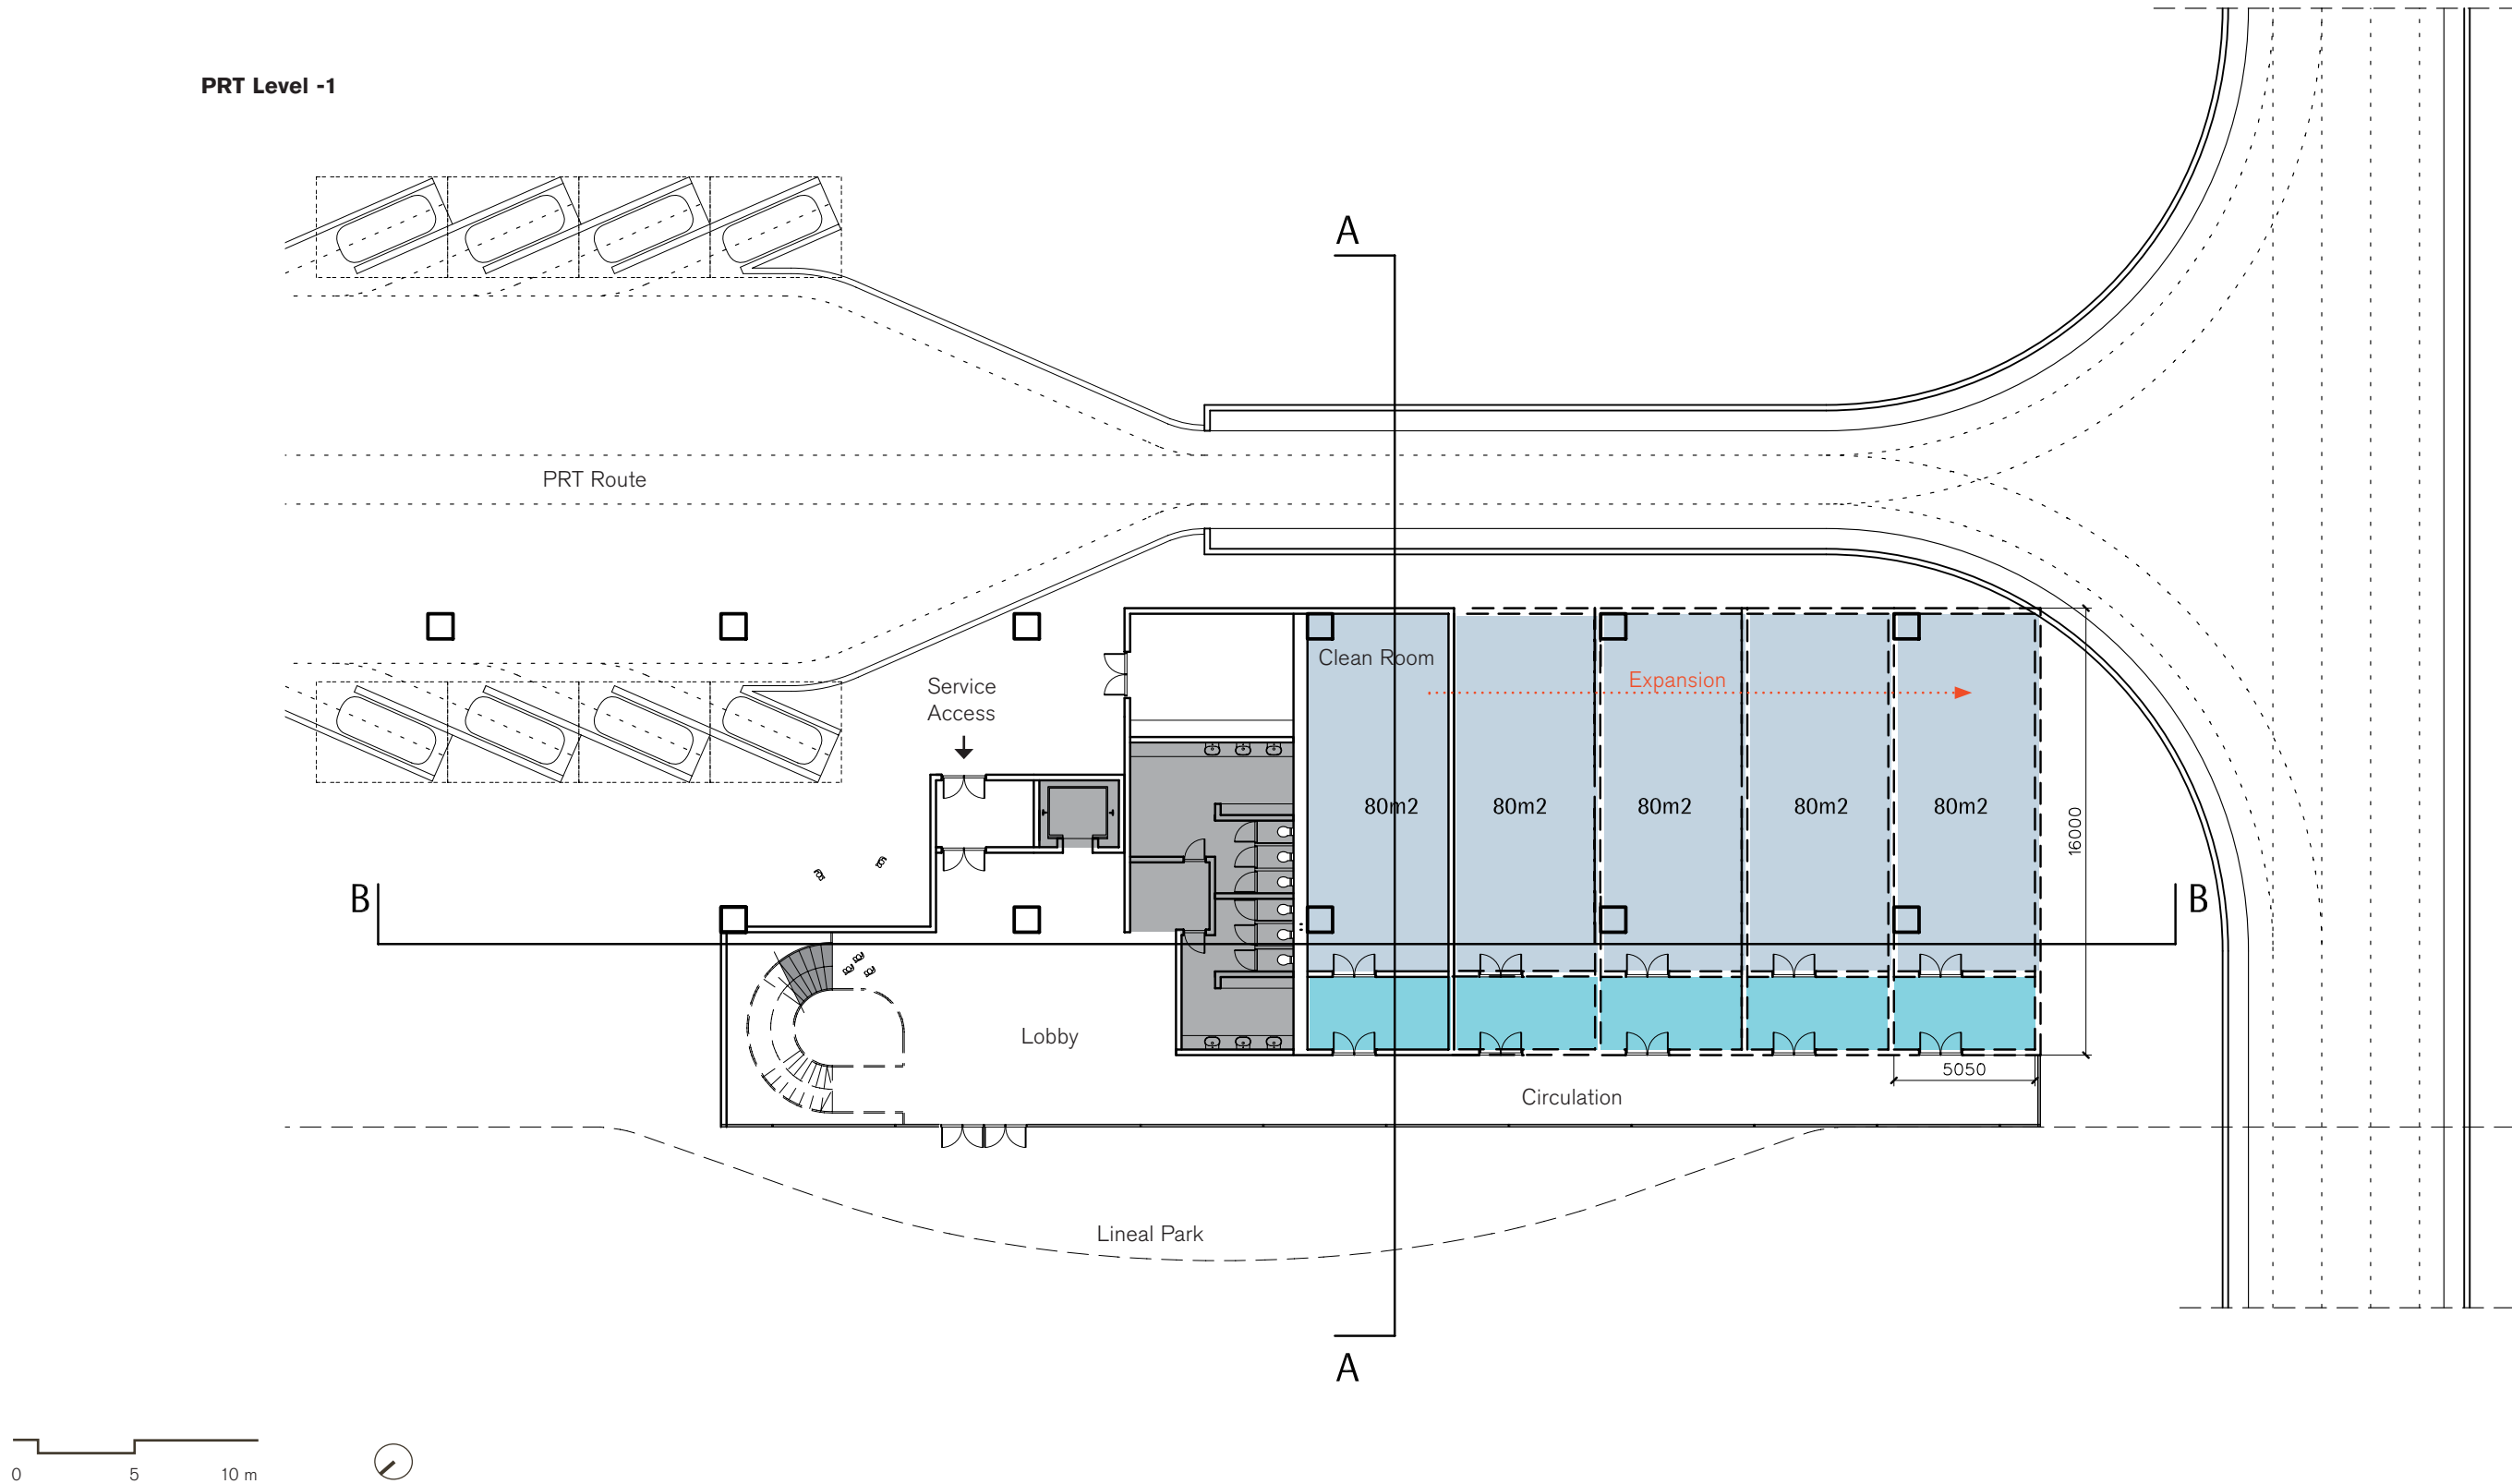 PRT Level -1
A
PRT Route
Clean Room
Expansion
Service
Access
80m2
80m2
80m2
80m2
80m2
16000
B
B
Lobby
5050
Circulation
Lineal Park
A
0
5
10 m